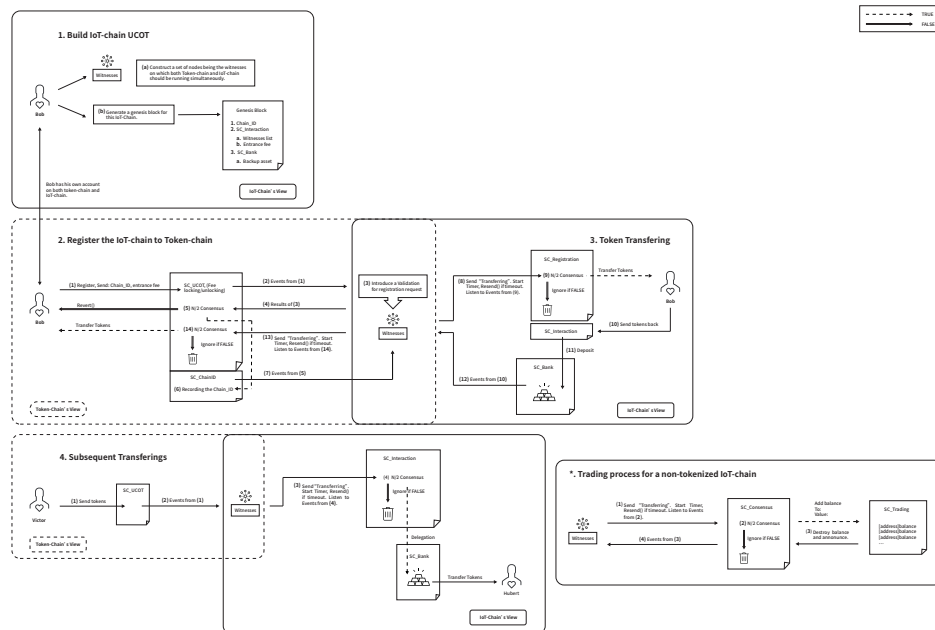 TRUE
FALSE
1. Build IoT-chain UCOT
Witnesses
(a) Construct a set of nodes being the witnesses
on which both Token-chain and IoT-chain
should be running simultaneously.
Bob
(b) Generate a genesis block for
this IoT-Chain.
Genesis Block
1. Chain_ID
2. SC_Interaction
a. Witnesses list
b. Entrance fee
3. SC_Bank
a. Backup asset
IoT-Chain's View
Bob has his own account
on both token-chain and
IoT-chain.
2. Register the IoT-chain to Token-chain
(1) Register, Send: Chain_ID, entrance fee
Bob
Revert()
Transfer Tokens
SC_UCOT, (Fee
locking/unlocking)
(5) N/2 Consensus
(14) N/2 Consensus
Ignore if FALSE
SC_ChainID
(6) Recording the Chain_ID
(2) Events from (1)
(4) Results of (3)
(13) Send "Transferring". Start
Timer, Resend() if timeout.
Listen to Events from (14).
(7) Events from (5)
Token-Chain's View
(3) Introduce a Validation
for registration request
Witnesses
3. Token Transfering
(8) Send "Transferring". Start
Timer, Resend() if timeout.
Listen to Events from (9).
SC_Registration
(9) N/2 Consensus
Ignore if FALSE
Transfer Tokens
Bob
SC_Interaction
(10) Send tokens back
(11) Deposit
SC_Bank
(12) Events from (10)
IoT-Chain's View
4. Subsequent Transferings
Victor
(1) Send tokens
SC_UCOT
(2) Events from (1)
Witnesses
Token-Chain's View
(3) Send "Transferring".
Start Timer, Resend()
if timeout. Listen to
Events from (4).
SC_Interaction
(4) N/2 Consensus
Ignore if FALSE
Delegation
SC_Bank
Transfer Tokens
Hubert
IoT-Chain's View
*. Trading process for a non-tokenized IoT-chain
Witnesses
(1) Send "Transferring". Start Timer,
Resend() if timeout. Listen to Events
from (2).
(4) Events from (3)
SC_Consensus
(2) N/2 Consensus
Ignore if FALSE
Add balance
To:
Value:
(3) Destroy balance
and announce.
SC_Trading
[address]balance
[address]balance
[address]balance
...